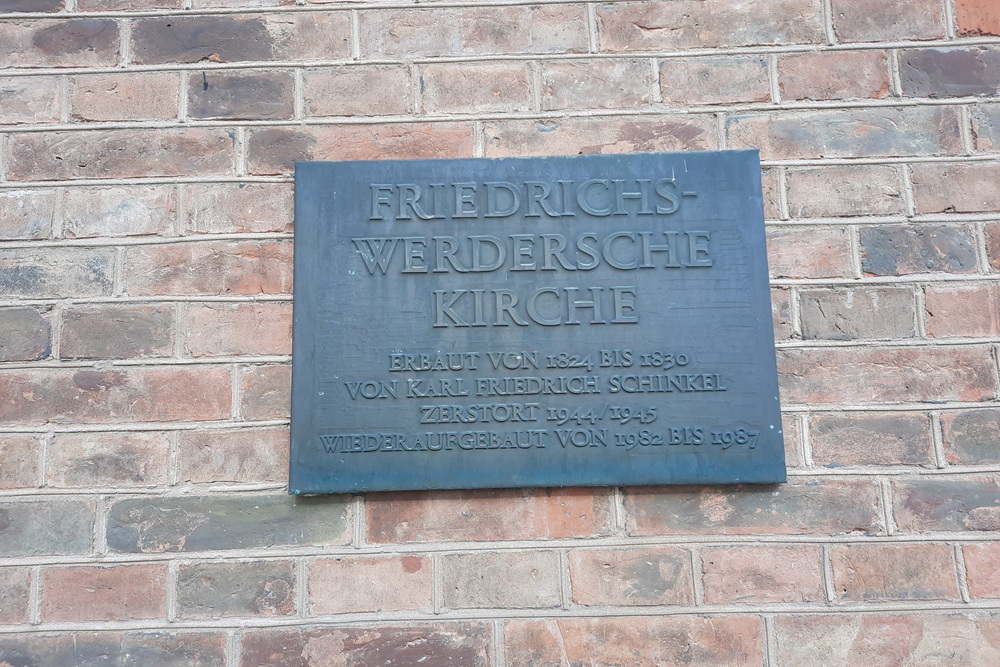 FRIEDRICHS-
WERDERSCHE
KIRCHE
ERBAUT VON 1824 BIS 1830
VON KARL FRIEDRICH SCHINKEL
ZERSTÖRT 1944/1945
WIEDERAUFGEBAUT VON 1982 BIS 1987